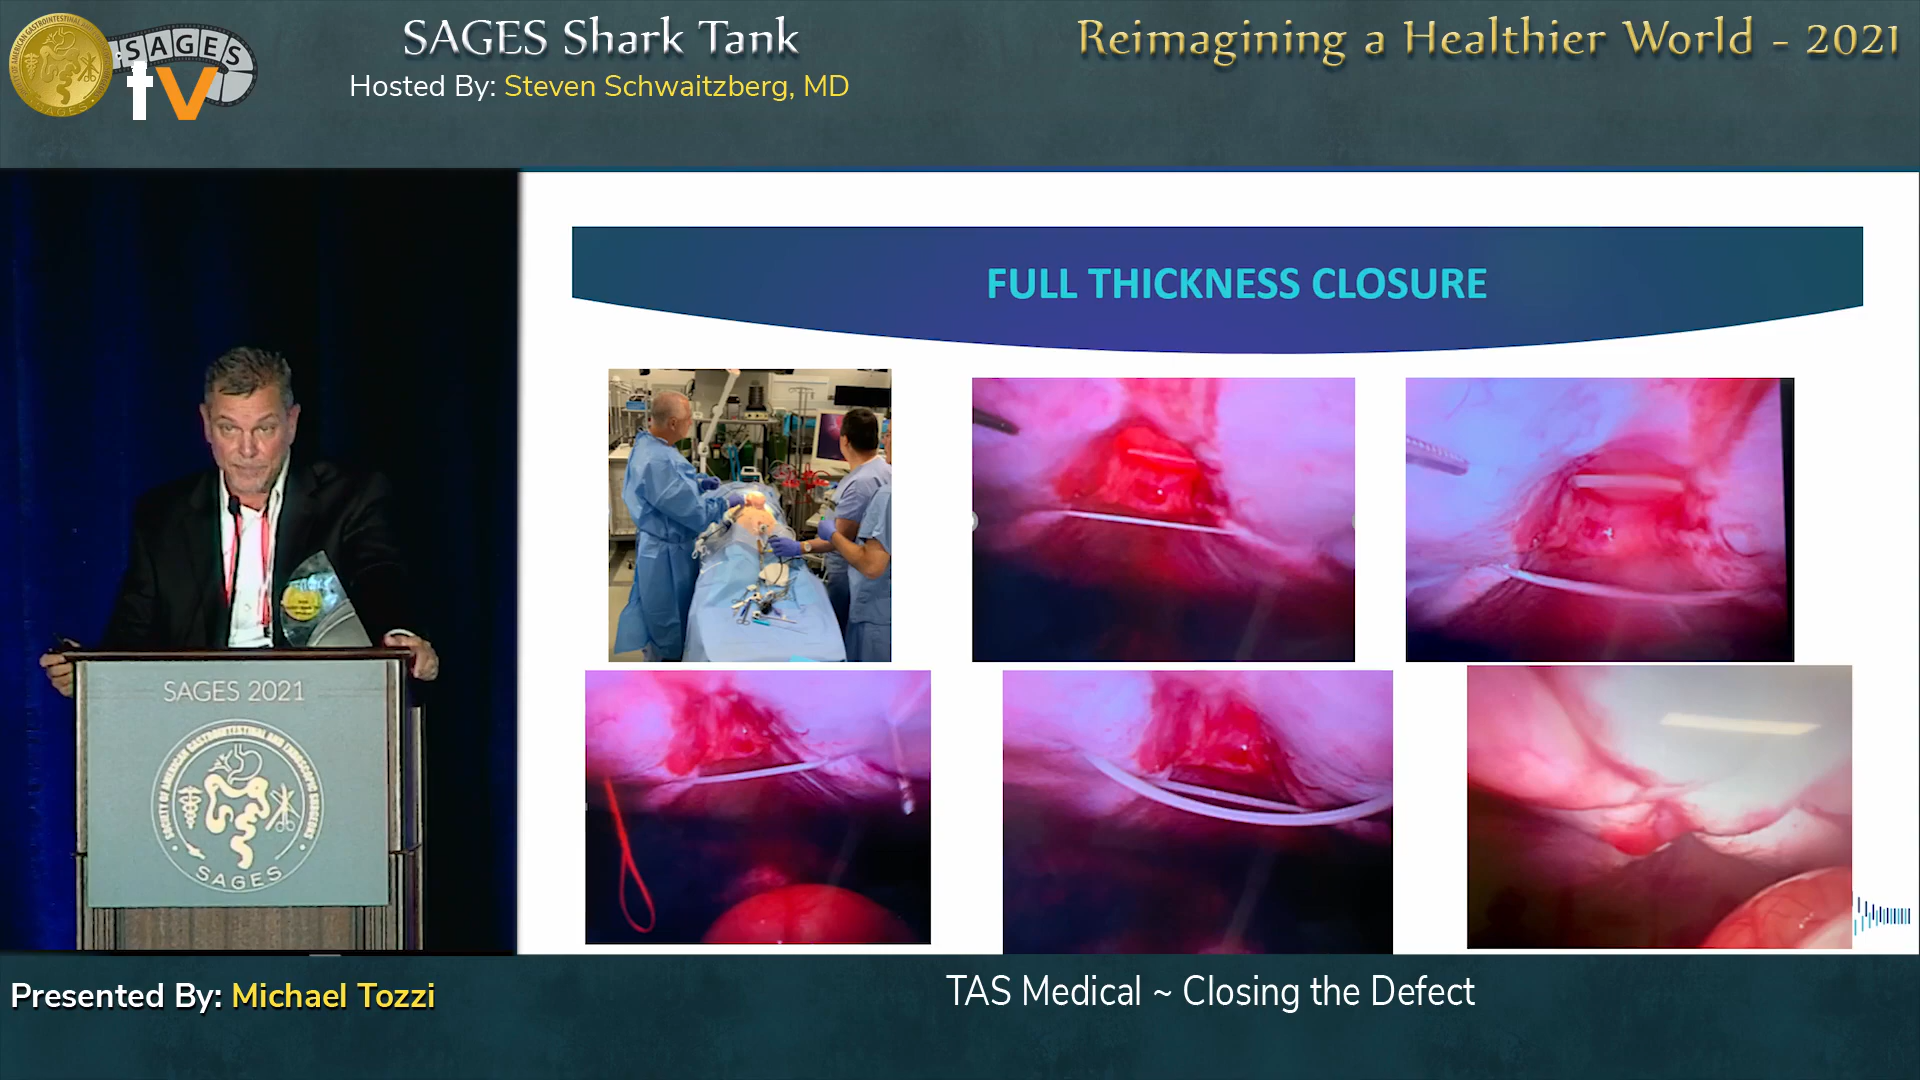 SAGES
tv
SAGES Shark Tank
Hosted By: Steven Schwaitzberg, MD
Reimagining a Healthier World - 2021
FULL THICKNESS CLOSURE
SAGES 2021
SOCIETY OF AMERICAN GASTROINTESTINAL AND ENDOSCOPIC SURGEONS
SAGES
Presented By: Michael Tozzi
TAS Medical ~ Closing the Defect